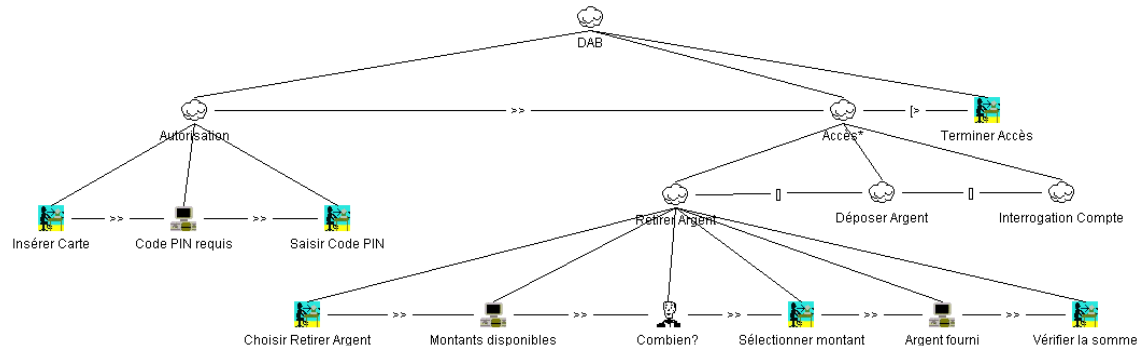 DAB
Autorisation >> Accès* [> Terminer Accès
Retirer Argent [] Déposer Argent [] Interrogation Compte
Insérer Carte >> Code PIN requis >> Saisir Code PIN
Choisir Retirer Argent >> Montants disponibles >> Combien? >> Sélectionner montant >> Argent fourni >> Vérifier la somme